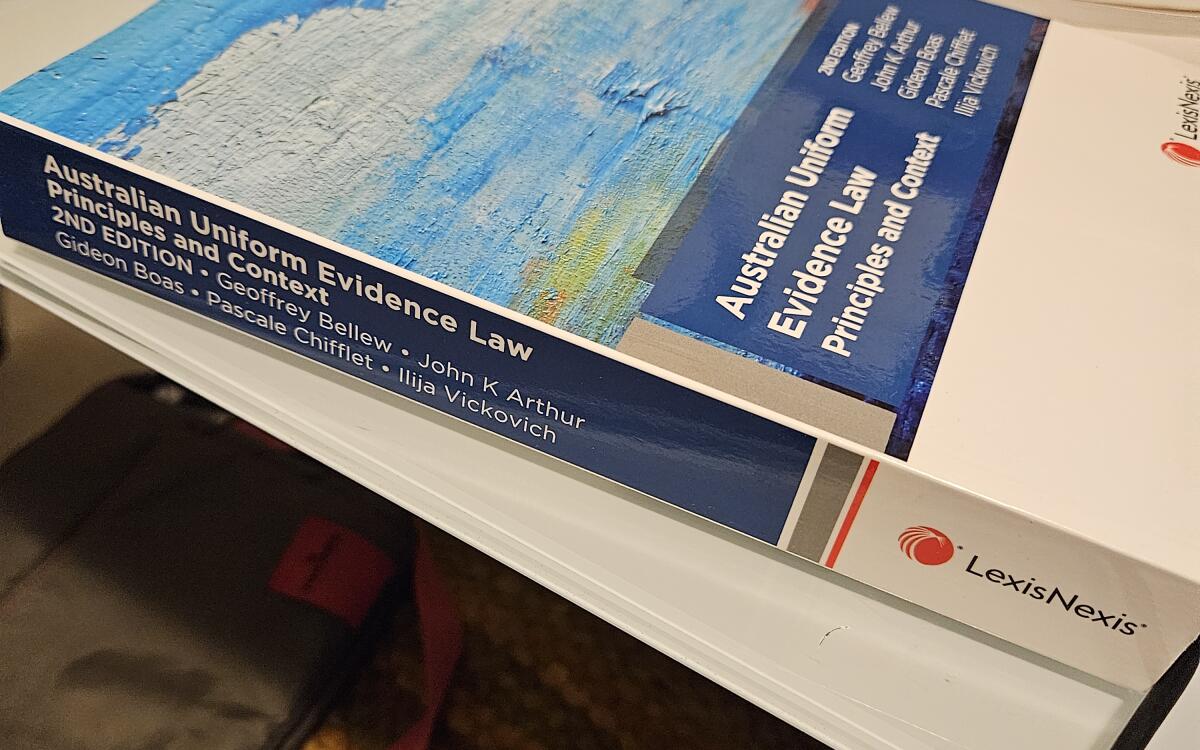 Australian Uniform Evidence Law
Principles and Context
2ND EDITION • Geoffrey Bellew • John K Arthur
Gideon Boas • Pascale Chifflet • Ilija Vickovich
LexisNexis
2ND EDITION
Geoffrey Bellew
John K Arthur
Gideon Boas
Pascale Chifflet
Ilija Vickovich
Australian Uniform
Evidence Law
Principles and Context
LexisNexis